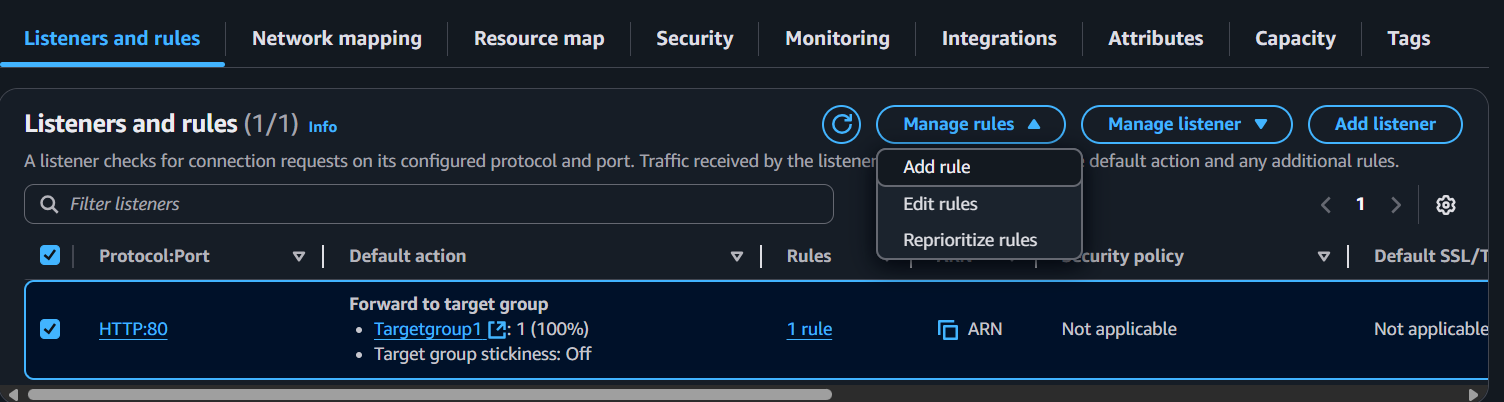 Listeners and rules Network mapping Resource map Security Monitoring Integrations Attributes Capacity Tags
Listeners and rules (1/1) Info Manage rules Manage listener Add listener
A listener checks for connection requests on its configured protocol and port. Traffic received by the listener default action and any additional rules.
Add rule
Edit rules
Reprioritize rules
Filter listeners 1
Protocol:Port Default action Rules Security policy Default SSL/T
Forward to target group
HTTP:80 Targetgroup1 : 1 (100%) 1 rule ARN Not applicable Not applicable
Target group stickiness: Off